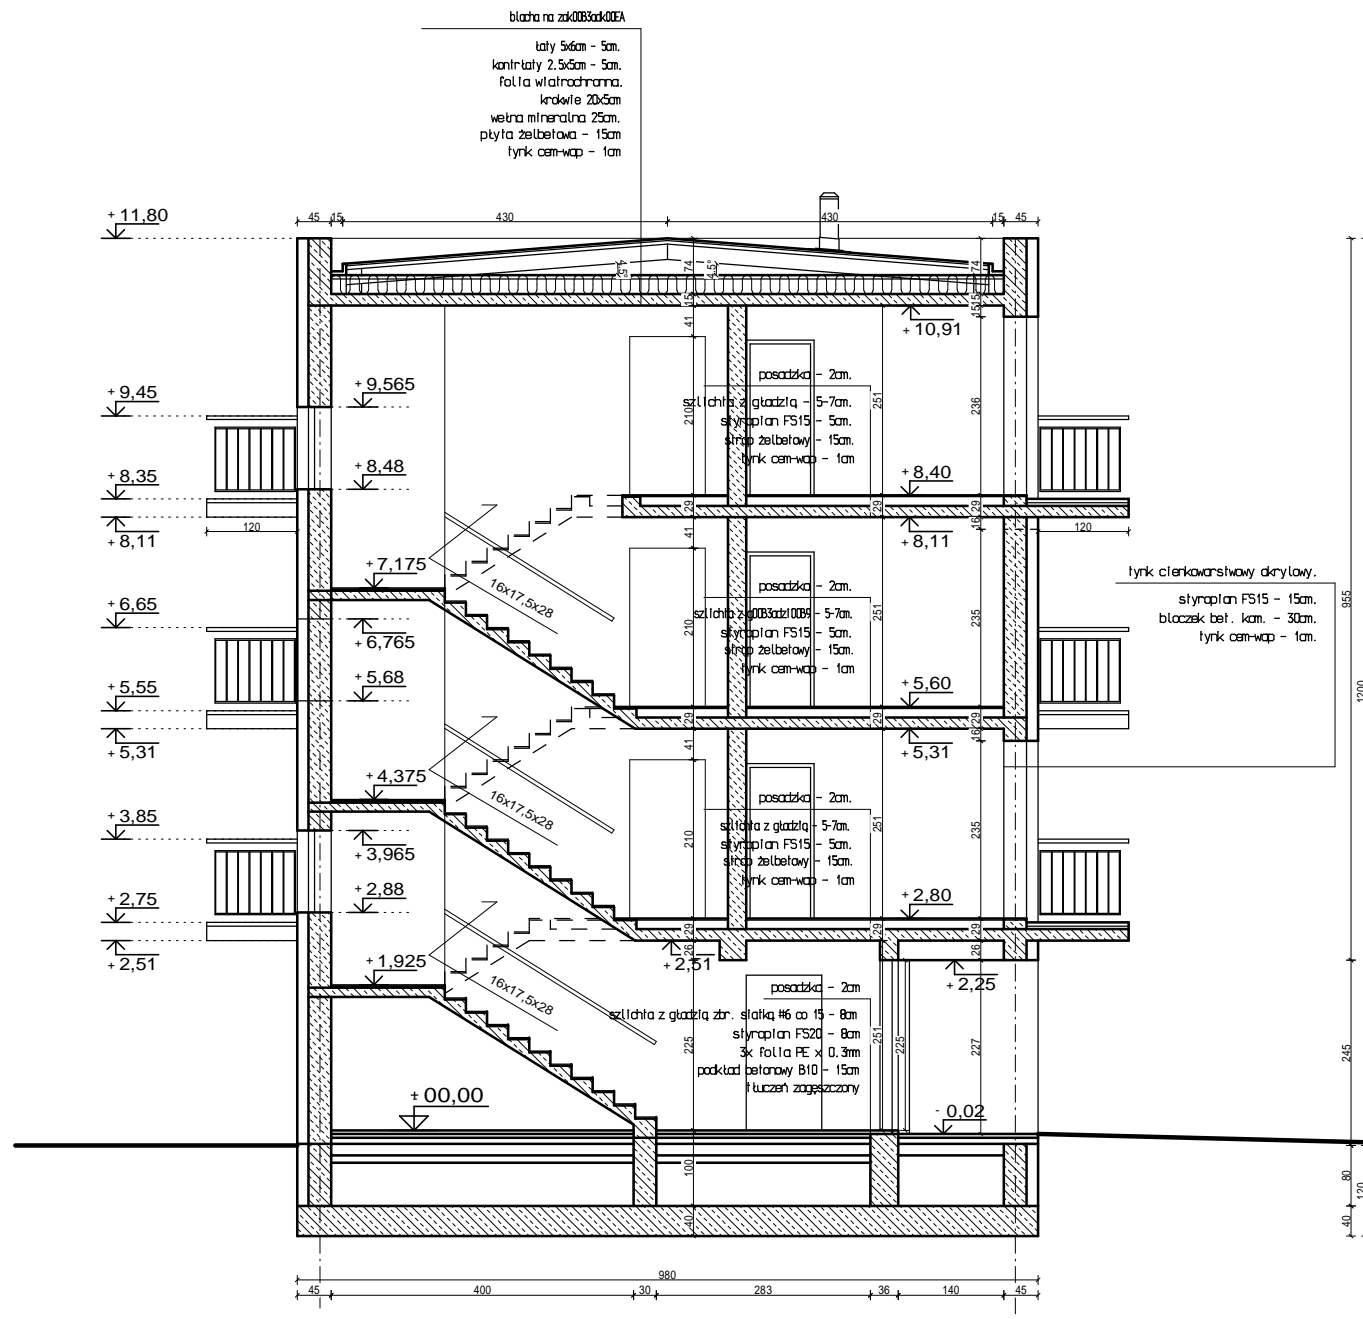 blacha na zak00B3adk00EA
łaty 5x6cm - 5cm.
kontrłaty 2.5x5cm - 5cm.
folia wiatrochronna.
krokwie 20x5cm
wełna mineralna 25cm.
płyta żelbetowa - 15cm
tynk cem-wap - 1cm
+ 11,80
45 15 430 430 15 45
4,5° 74 4,5° 74
15 15
41 15
+ 10,91
posadzka - 2cm.
szlichta z gładzią - 5-7cm.
styropian FS15 - 5cm.
strop żelbetowy - 15cm.
tynk cem-wap - 1cm
210 251 236
+ 9,45
+ 9,565
+ 8,48
+ 8,35
+ 8,40
29 29 29
120
+ 8,11
41 16
+ 8,11
120
+ 7,175
16x17,5x28
posadzka - 2cm.
szlichta z g00B3adzi00B9 - 5-7cm.
styropian FS15 - 5cm.
strop żelbetowy - 15cm.
tynk cem-wap - 1cm
210 251 235
tynk cienkowarstwowy akrylowy.
styropian FS15 - 15cm.
bloczek bet. kom. - 30cm.
tynk cem-wap - 1cm.
955
1200
+ 6,65
+ 6,765
+ 5,68
+ 5,55
+ 5,60
29 29 29
+ 5,31
41 16
+ 5,31
+ 4,375
16x17,5x28
posadzka - 2cm.
szlichta z gładzią - 5-7cm.
styropian FS15 - 5cm.
strop żelbetowy - 15cm.
tynk cem-wap - 1cm
210 251 235
+ 3,85
+ 3,965
+ 2,88
+ 2,75
+ 2,80
29 29 29
+ 2,51
26 26
+ 2,51
+ 2,25
+ 1,925
16x17,5x28
posadzka - 2cm
szlichta z gładzią zbr. siatką #6 co 15 - 8cm
styropian FS20 - 8cm
3x folia PE x 0.3mm
podkład betonowy B10 - 15cm
tłuczeń zagęszczony
225 251 225 227 245
+ 00,00
- 0,02
100 80 120
40 40
980
45 400 30 283 36 140 45